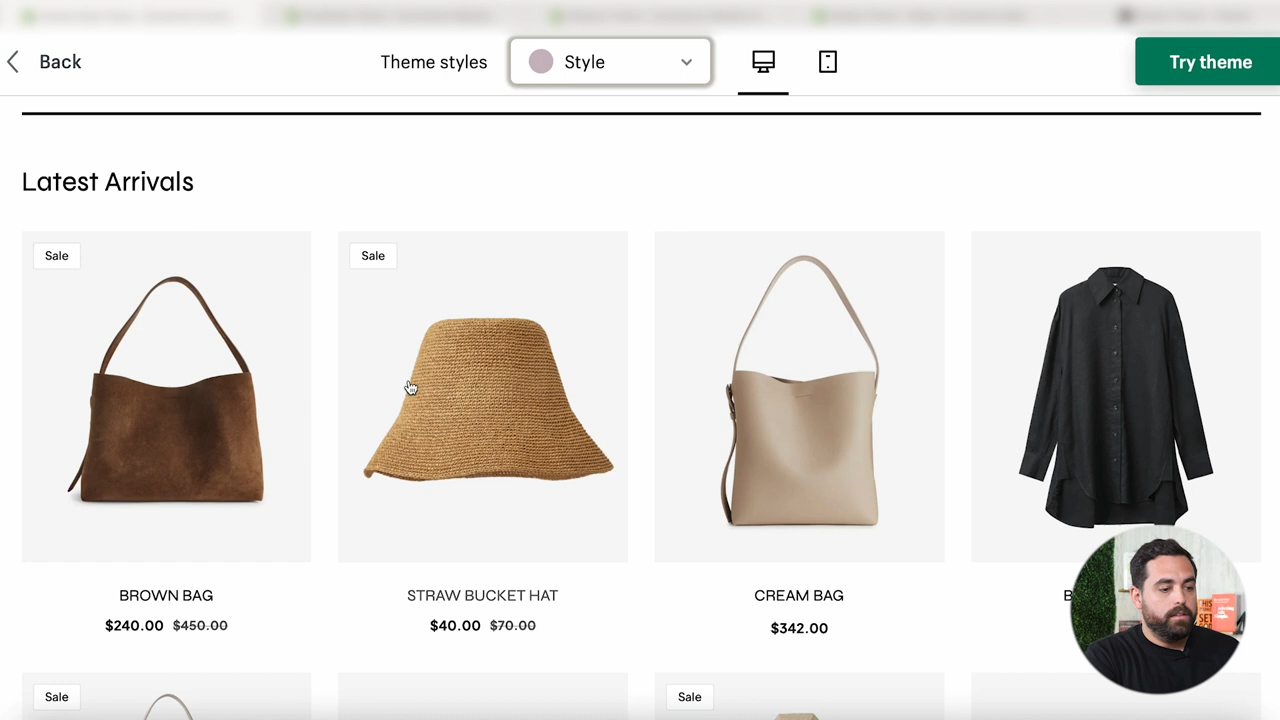 Back
Theme styles
Style
Try theme
Latest Arrivals
Sale
Sale
BROWN BAG
$240.00 $450.00
STRAW BUCKET HAT
$40.00 $70.00
CREAM BAG
$342.00
Sale
Sale